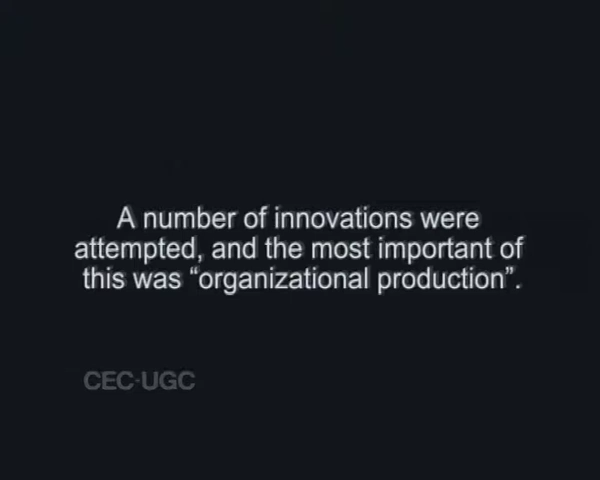 A number of innovations were
attempted, and the most important of
this was “organizational production”.
CEC-UGC